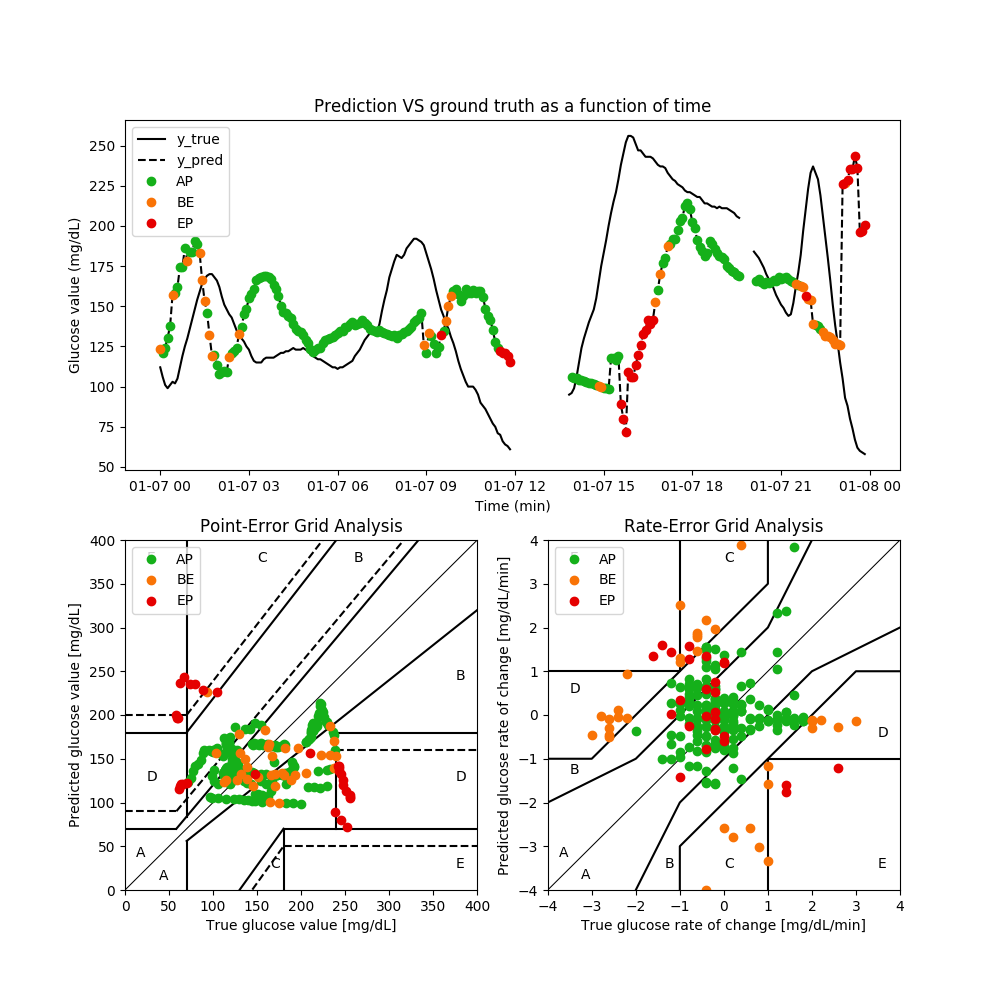 Prediction VS ground truth as a function of time
Glucose value (mg/dL)
250
225
200
175
150
125
100
75
50
y_true
y_pred
AP
BE
EP
01-07 00
01-07 03
01-07 06
01-07 09
01-07 12
01-07 15
01-07 18
01-07 21
01-08 00
Time (min)
Point-Error Grid Analysis
Predicted glucose value [mg/dL]
400
350
300
250
200
150
100
50
0
AP
BE
EP
C
B
B
D
D
A
A
C
E
0
50
100
150
200
250
300
350
400
True glucose value [mg/dL]
Rate-Error Grid Analysis
Predicted glucose rate of change [mg/dL/min]
4
3
2
1
0
−1
−2
−3
−4
AP
BE
EP
C
D
D
B
A
A
B
C
E
−4
−3
−2
−1
0
1
2
3
4
True glucose rate of change [mg/dL/min]